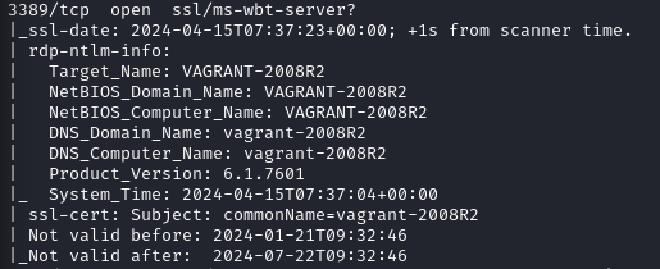 3389/tcp  open  ssl/ms-wbt-server?
|_ssl-date: 2024-04-15T07:37:23+00:00; +1s from scanner time.
| rdp-ntlm-info:
|   Target_Name: VAGRANT-2008R2
|   NetBIOS_Domain_Name: VAGRANT-2008R2
|   NetBIOS_Computer_Name: VAGRANT-2008R2
|   DNS_Domain_Name: vagrant-2008R2
|   DNS_Computer_Name: vagrant-2008R2
|   Product_Version: 6.1.7601
|_  System_Time: 2024-04-15T07:37:04+00:00
| ssl-cert: Subject: commonName=vagrant-2008R2
| Not valid before: 2024-01-21T09:32:46
|_Not valid after:  2024-07-22T09:32:46